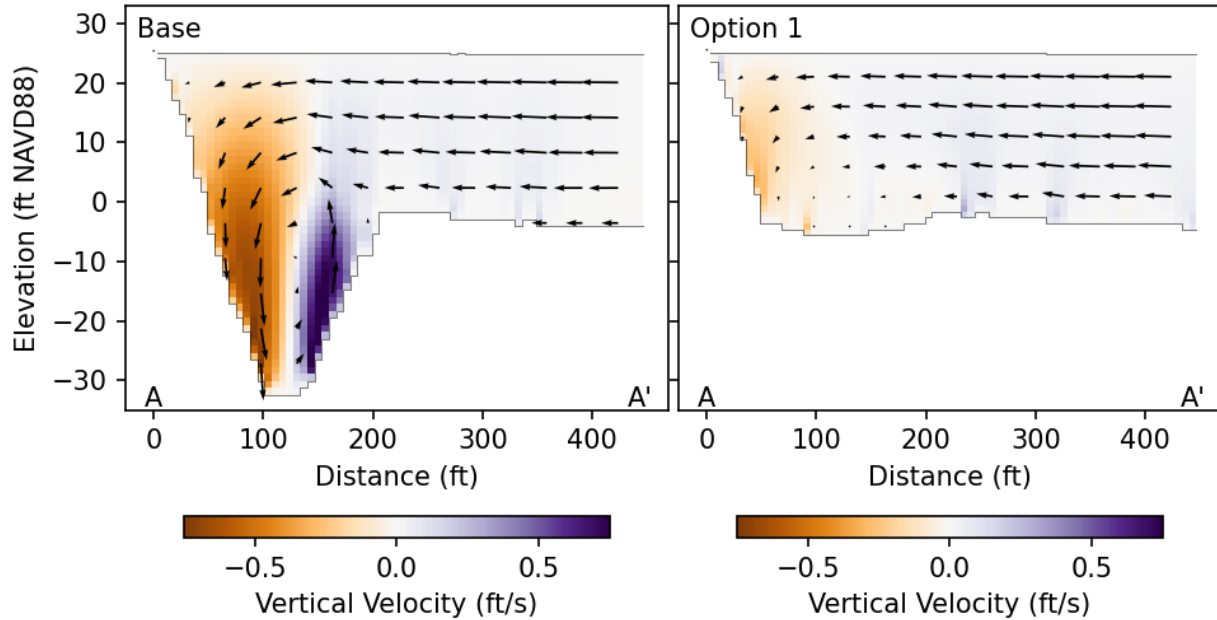 Base
Option 1
30
20
10
0
−10
−20
−30
Elevation (ft NAVD88)
A
A'
A
A'
0
100
200
300
400
0
100
200
300
400
Distance (ft)
Distance (ft)
−0.5
0.0
0.5
−0.5
0.0
0.5
Vertical Velocity (ft/s)
Vertical Velocity (ft/s)